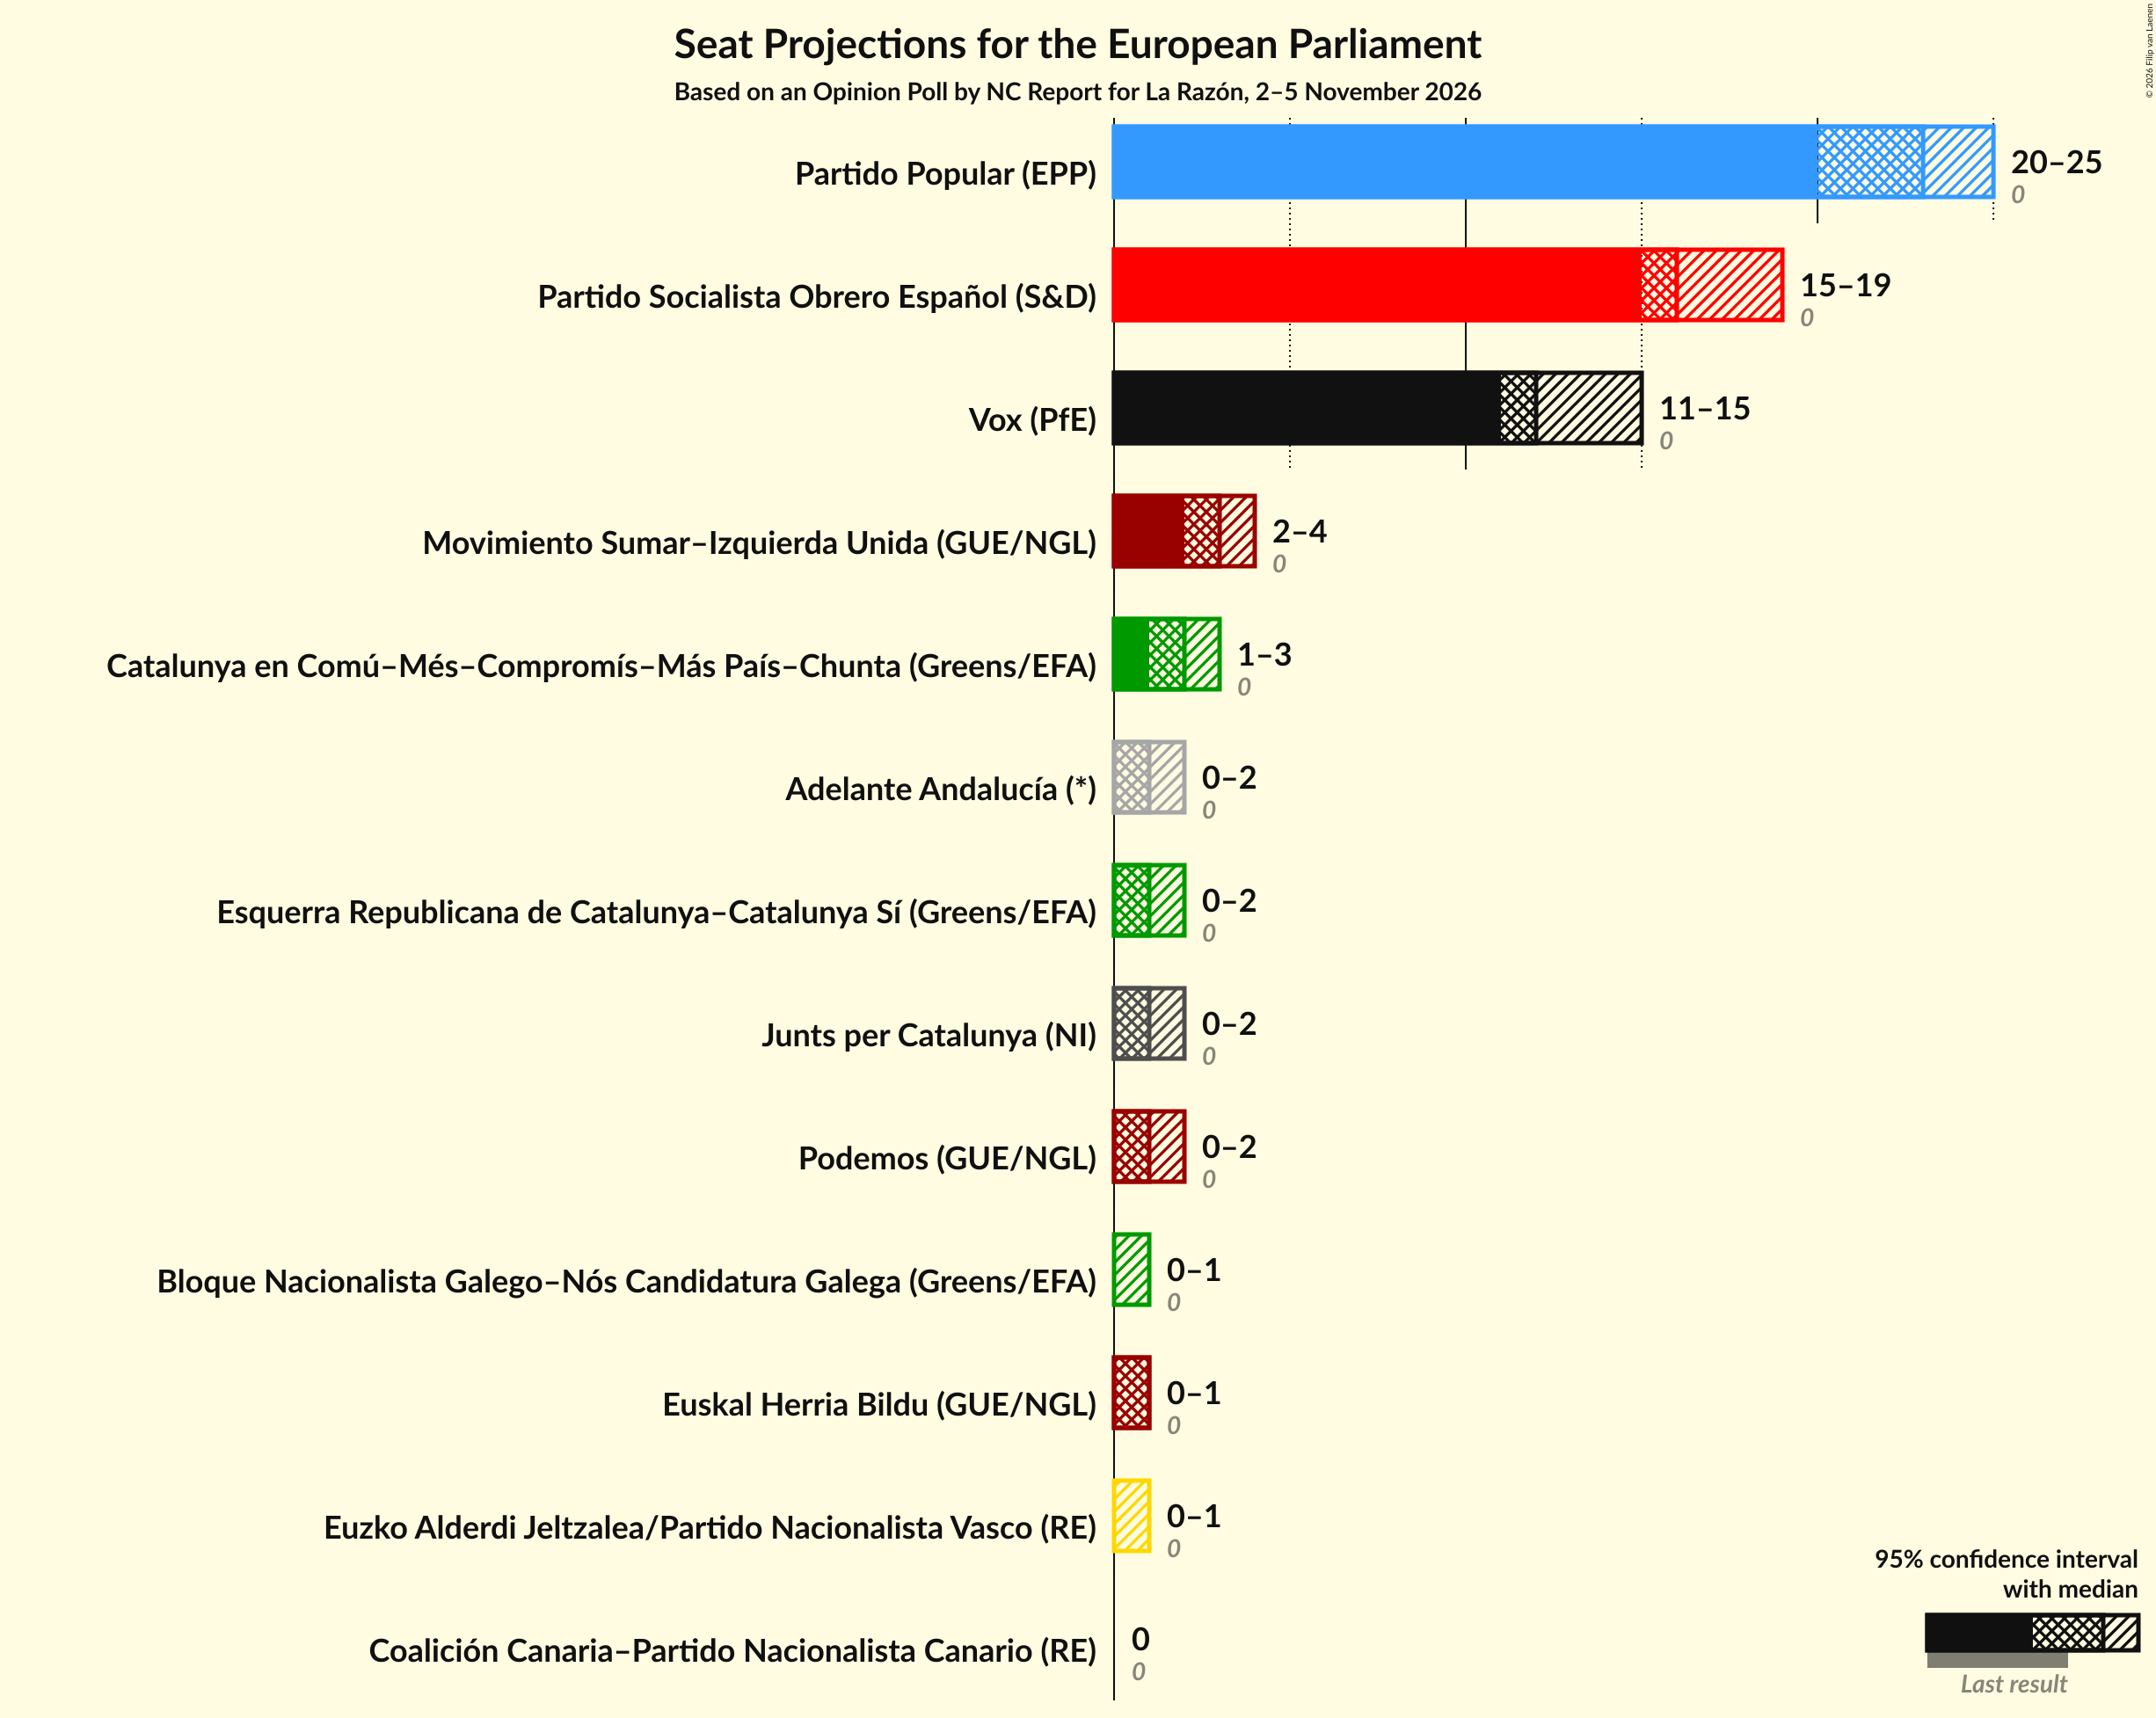 Seat Projections for the European Parliament
Based on an Opinion Poll by NC Report for La Razón, 2–5 November 2026
© 2026 Filip van Laenen
Partido Popular (EPP)
20–25
0
Partido Socialista Obrero Español (S&D)
15–19
0
Vox (PfE)
11–15
0
Movimiento Sumar–Izquierda Unida (GUE/NGL)
2–4
0
Catalunya en Comú–Més–Compromís–Más País–Chunta (Greens/EFA)
1–3
0
Adelante Andalucía (*)
0–2
0
Esquerra Republicana de Catalunya–Catalunya Sí (Greens/EFA)
0–2
0
Junts per Catalunya (NI)
0–2
0
Podemos (GUE/NGL)
0–2
0
Bloque Nacionalista Galego–Nós Candidatura Galega (Greens/EFA)
0–1
0
Euskal Herria Bildu (GUE/NGL)
0–1
0
Euzko Alderdi Jeltzalea/Partido Nacionalista Vasco (RE)
0–1
0
Coalición Canaria–Partido Nacionalista Canario (RE)
0
0
95% confidence interval
with median
Last result